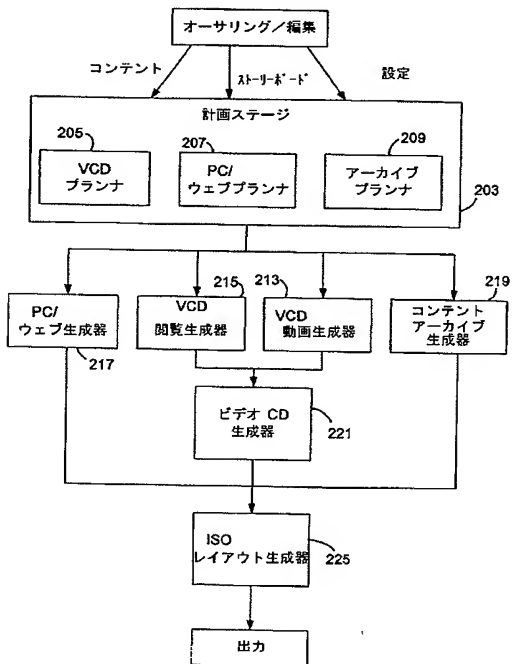 オーサリング/編集
コンテント
ストーリーボード
設定
計画ステージ
205
207
209
VCD
プランナ
PC/
ウェブプランナ
アーカイブ
プランナ
203
215
213
219
PC/
ウェブ生成器
VCD
閲覧生成器
VCD
動画生成器
コンテント
アーカイブ
生成器
217
ビデオ CD
生成器
221
ISO
レイアウト生成器
225
出力